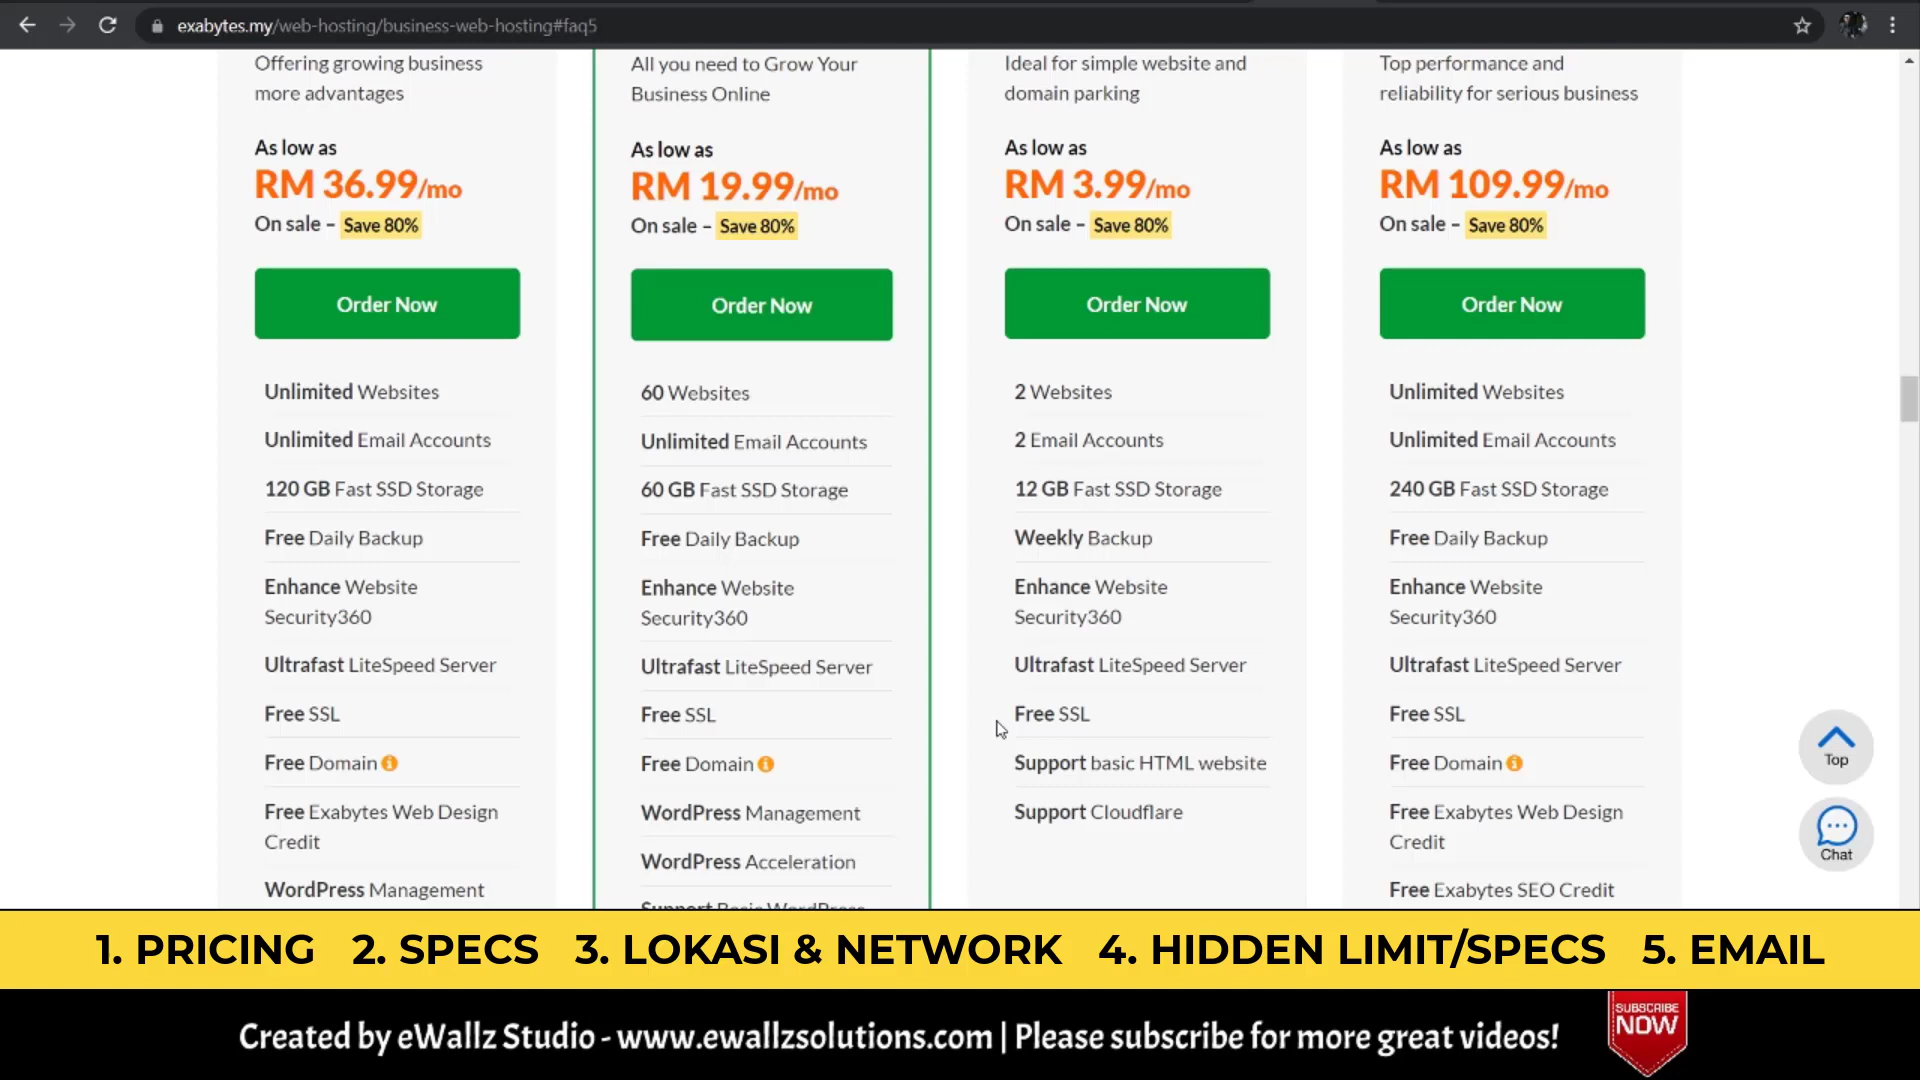 exabytes.my/web-hosting/business-web-hosting#faq5
Offering growing business
more advantages
As low as
RM 36.99/mo
On sale – Save 80%
Order Now
Unlimited Websites
Unlimited Email Accounts
120 GB Fast SSD Storage
Free Daily Backup
Enhance Website
Security360
Ultrafast LiteSpeed Server
Free SSL
Free Domain
Free Exabytes Web Design
Credit
WordPress Management
All you need to Grow Your
Business Online
As low as
RM 19.99/mo
On sale – Save 80%
Order Now
60 Websites
Unlimited Email Accounts
60 GB Fast SSD Storage
Free Daily Backup
Enhance Website
Security360
Ultrafast LiteSpeed Server
Free SSL
Free Domain
WordPress Management
WordPress Acceleration
Support Basic WordPress
Ideal for simple website and
domain parking
As low as
RM 3.99/mo
On sale – Save 80%
Order Now
2 Websites
2 Email Accounts
12 GB Fast SSD Storage
Weekly Backup
Enhance Website
Security360
Ultrafast LiteSpeed Server
Free SSL
Support basic HTML website
Support Cloudflare
Top performance and
reliability for serious business
As low as
RM 109.99/mo
On sale – Save 80%
Order Now
Unlimited Websites
Unlimited Email Accounts
240 GB Fast SSD Storage
Free Daily Backup
Enhance Website
Security360
Ultrafast LiteSpeed Server
Free SSL
Free Domain
Free Exabytes Web Design
Credit
Free Exabytes SEO Credit
Top
Chat
1. PRICING 2. SPECS 3. LOKASI & NETWORK 4. HIDDEN LIMIT/SPECS 5. EMAIL
Created by eWallz Studio - www.ewallzsolutions.com | Please subscribe for more great videos!
SUBSCRIBE
NOW